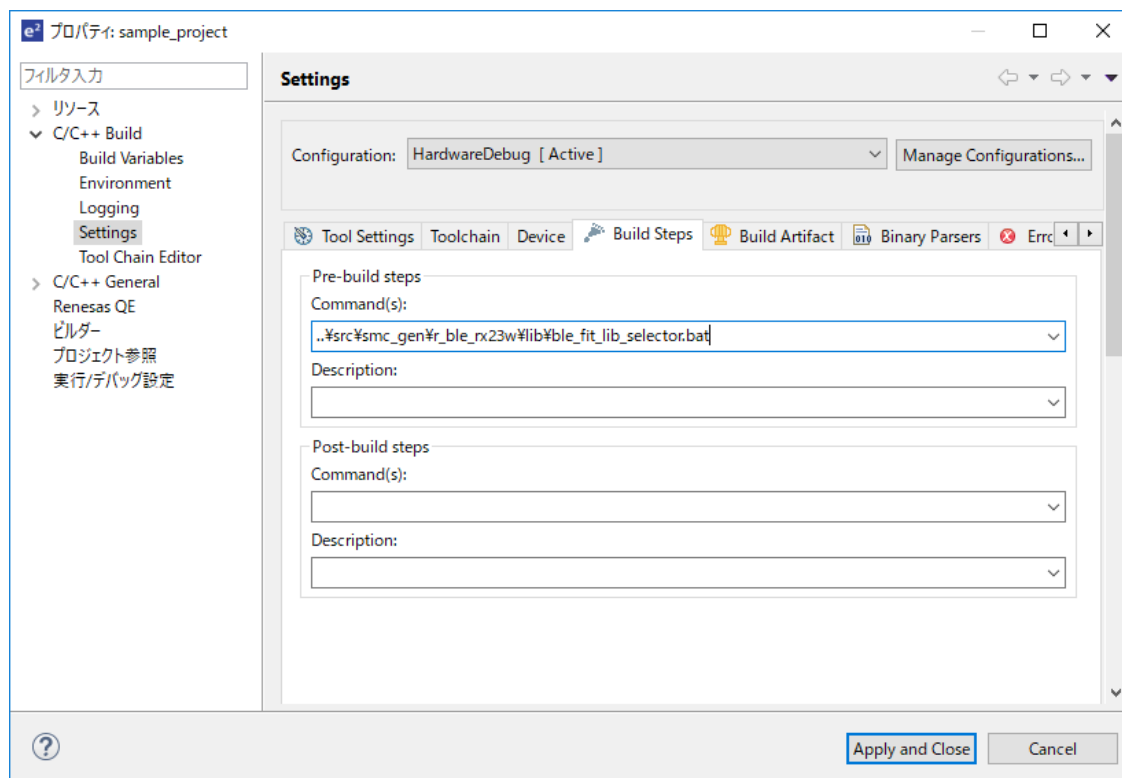 e² プロパティ: sample_project
フィルタ入力
リソース
C/C++ Build
Build Variables
Environment
Logging
Settings
Tool Chain Editor
C/C++ General
Renesas QE
ビルダー
プロジェクト参照
実行/デバッグ設定
Settings
Configuration: HardwareDebug [ Active ] Manage Configurations...
Tool Settings Toolchain Device Build Steps Build Artifact 010 Binary Parsers Errc
Pre-build steps
Command(s):
..¥src¥smc_gen¥r_ble_rx23w¥lib¥ble_fit_lib_selector.bat
Description:
Post-build steps
Command(s):
Description:
? Apply and Close Cancel